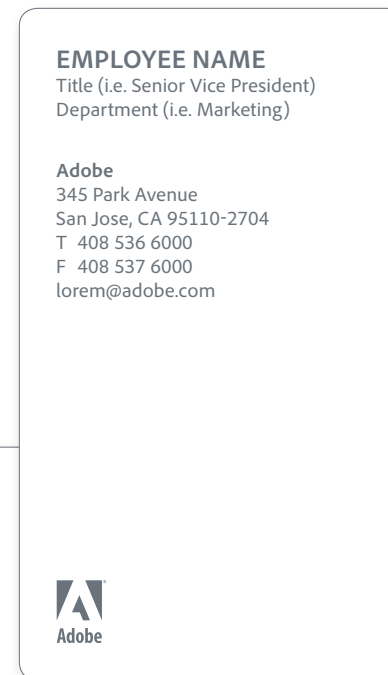 EMPLOYEE NAME
Title (i.e. Senior Vice President)
Department (i.e. Marketing)
Adobe
345 Park Avenue
San Jose, CA 95110-2704
T 408 536 6000
F 408 537 6000
lorem@adobe.com
Adobe